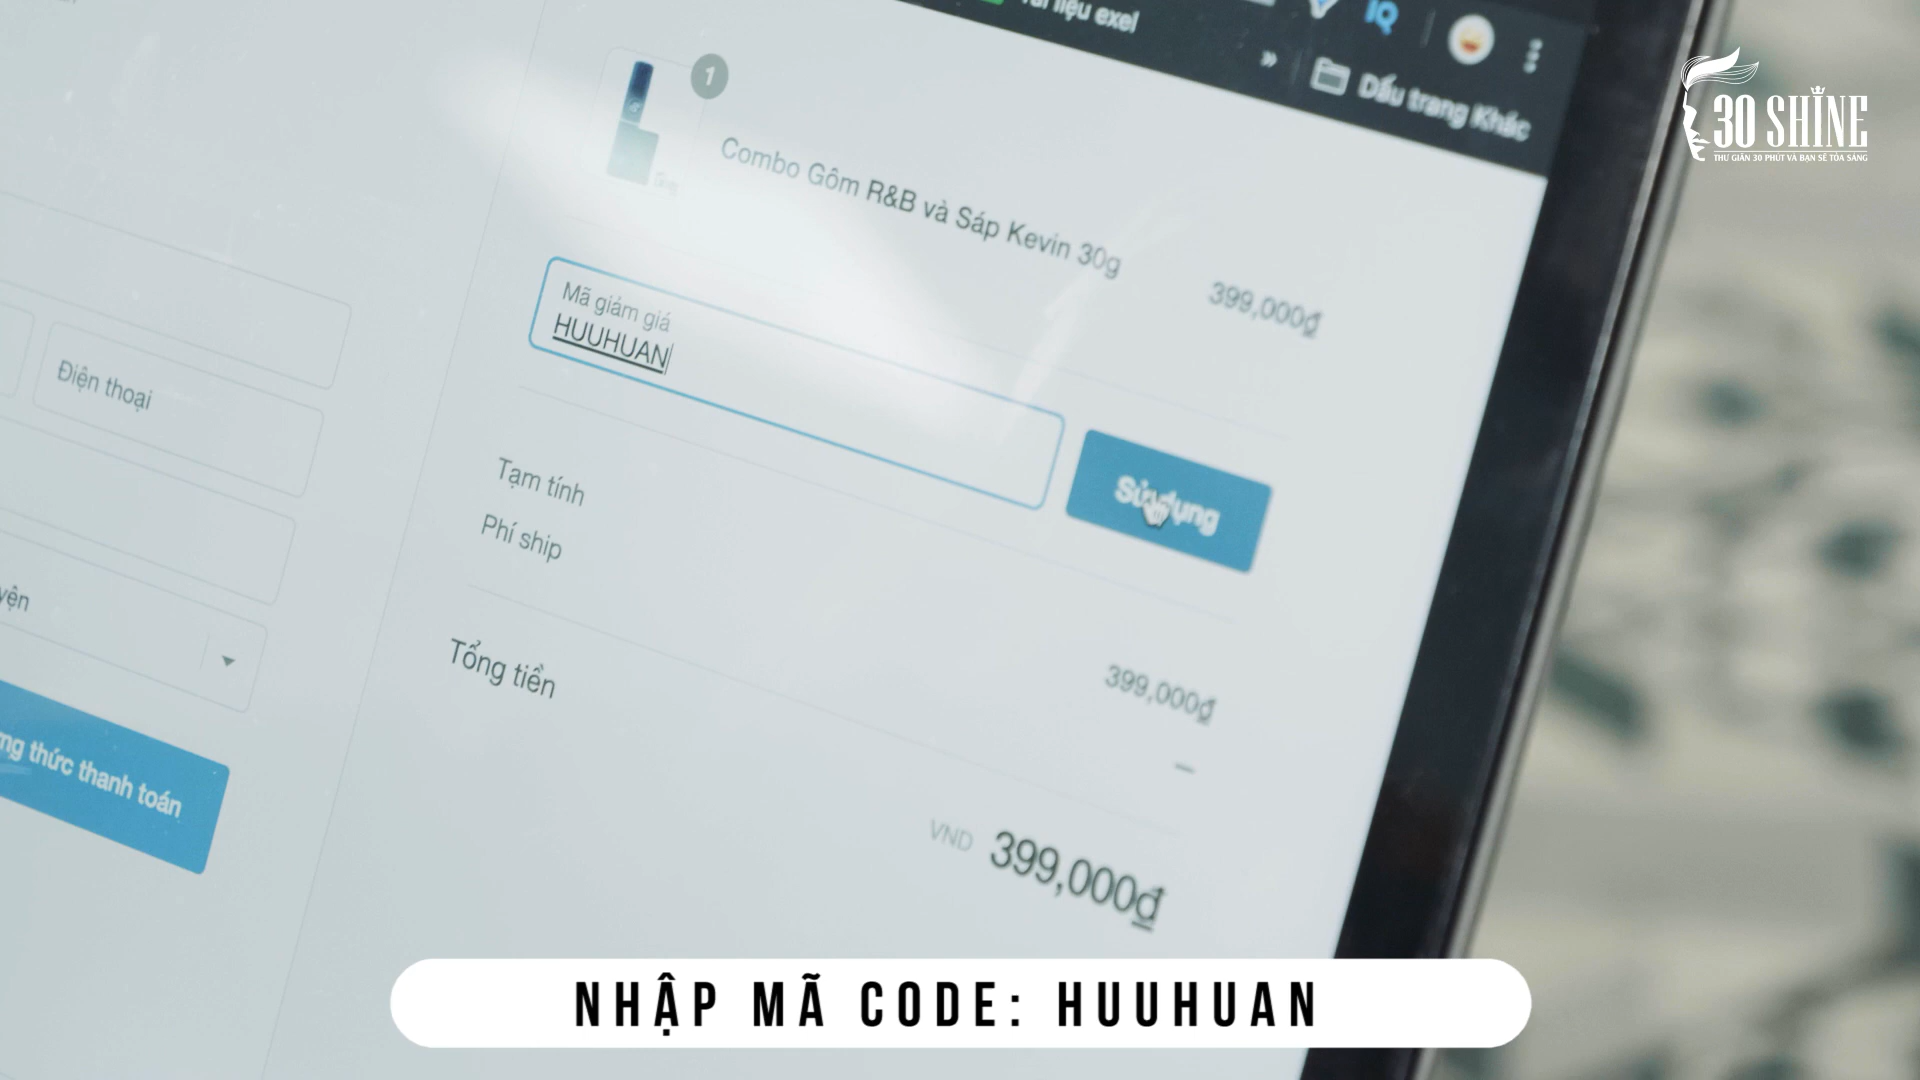 Tài liệu exel
IQ
»
Dấu trang Khác
30 SHINE
THƯ GIÃN 30 PHÚT VÀ BẠN SẼ TỎA SÁNG
1
Combo Gôm R&B và Sáp Kevin 30g
399,000₫
Mã giảm giá
HUUHUAN
Sử dụng
Điện thoại
Tạm tính
399,000₫
Phí ship
—
yện
Tổng tiền
VND 399,000₫
ng thức thanh toán
NHẬP MÃ CODE: HUUHUAN